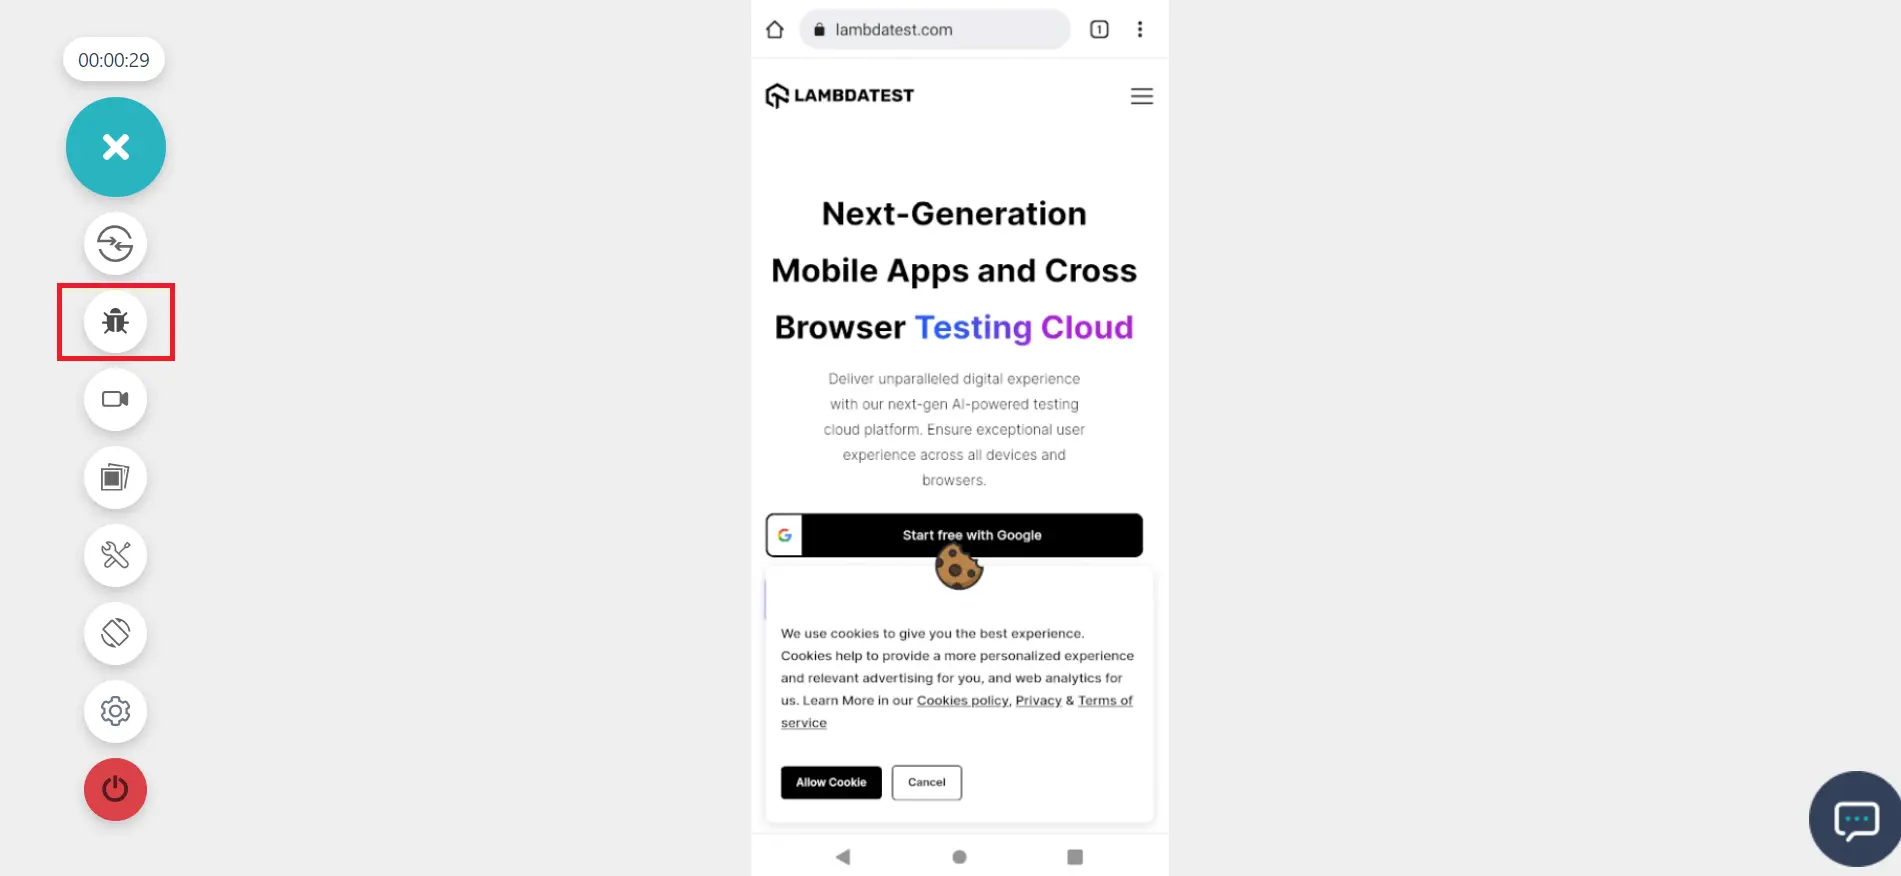 00:00:29
lambdatest.com
1
LAMBDATEST
Next-Generation
Mobile Apps and Cross
Browser Testing Cloud
Deliver unparalleled digital experience
with our next-gen AI-powered testing
cloud platform. Ensure exceptional user
experience across all devices and
browsers.
Start free with Google
We use cookies to give you the best experience.
Cookies help to provide a more personalized experience
and relevant advertising for you, and web analytics for
us. Learn More in our Cookies policy, Privacy & Terms of
service
Allow Cookie
Cancel